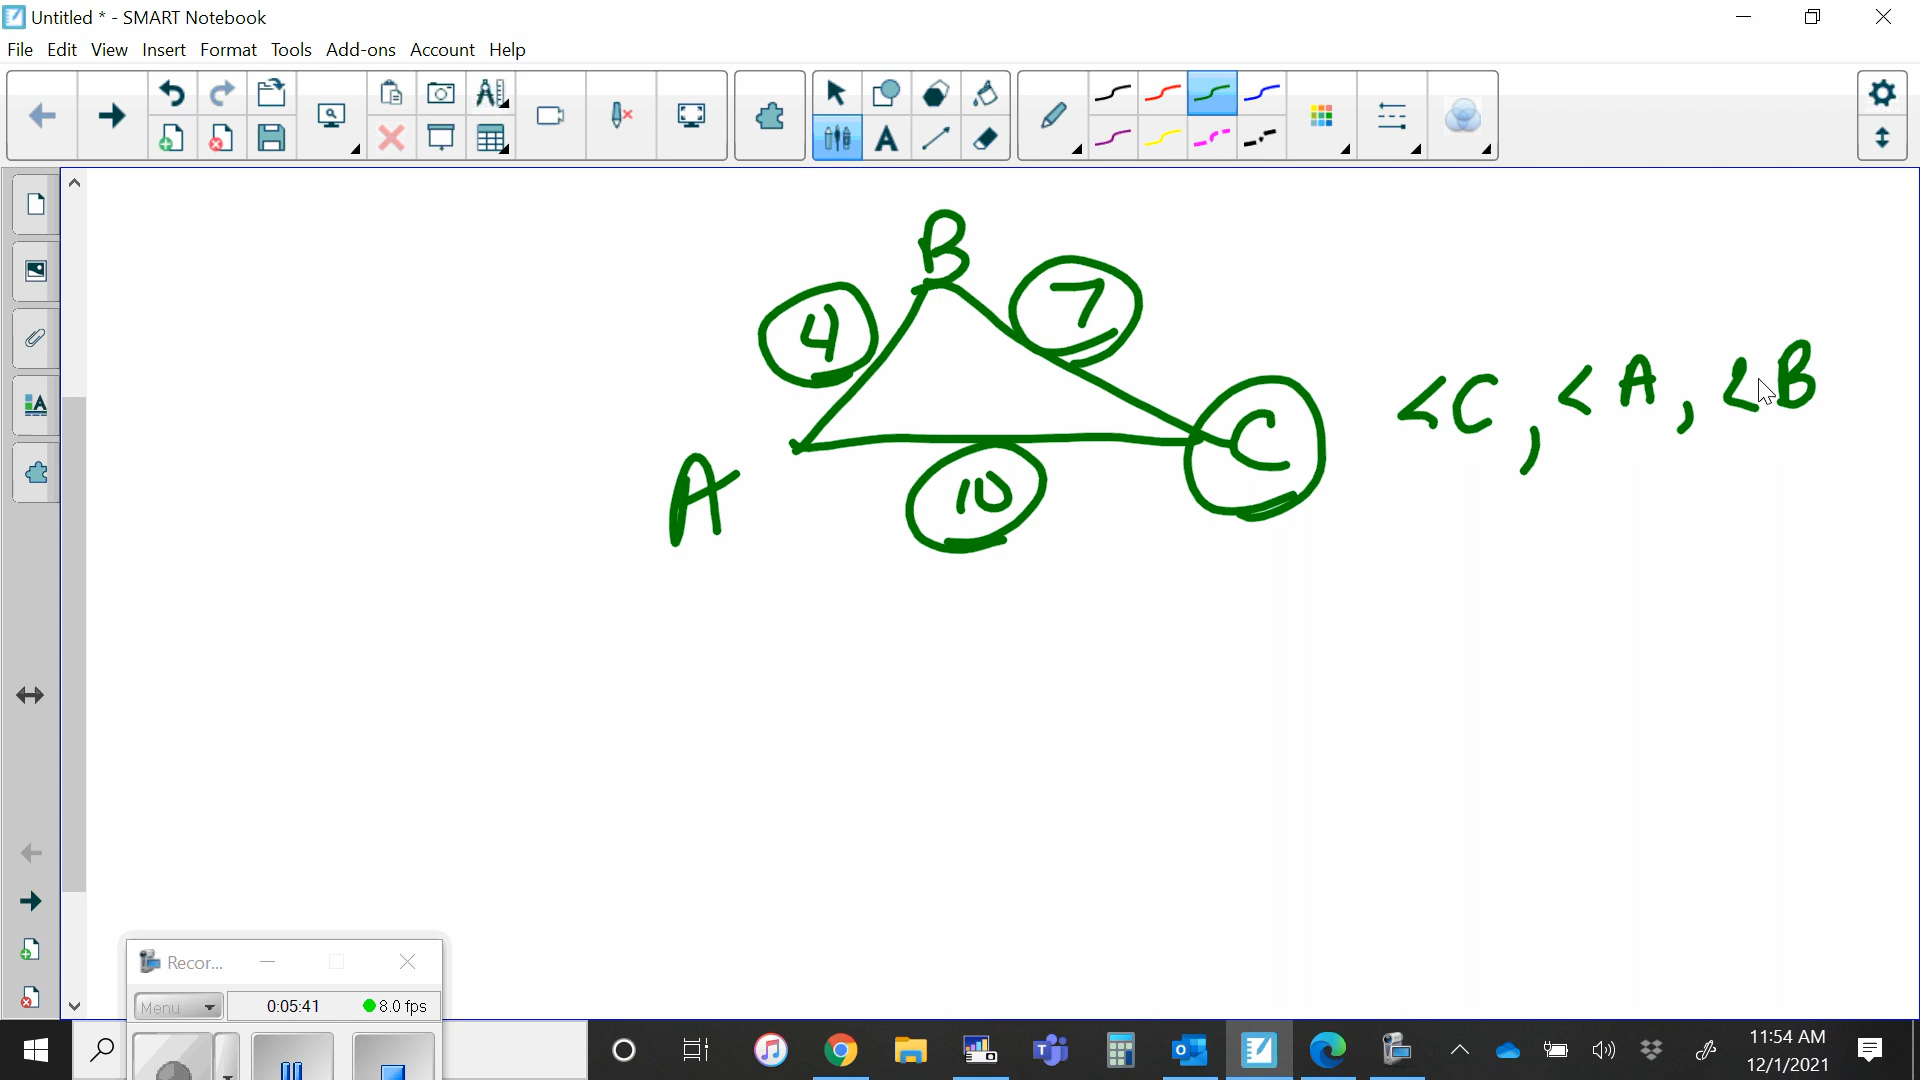 Untitled * - SMART Notebook
File Edit View Insert Format Tools Add-ons Account Help
B
4 7
<C, <A, <B
C
A
10
Recor...
Menu 0:05:41 8.0 fps
11:54 AM
12/1/2021